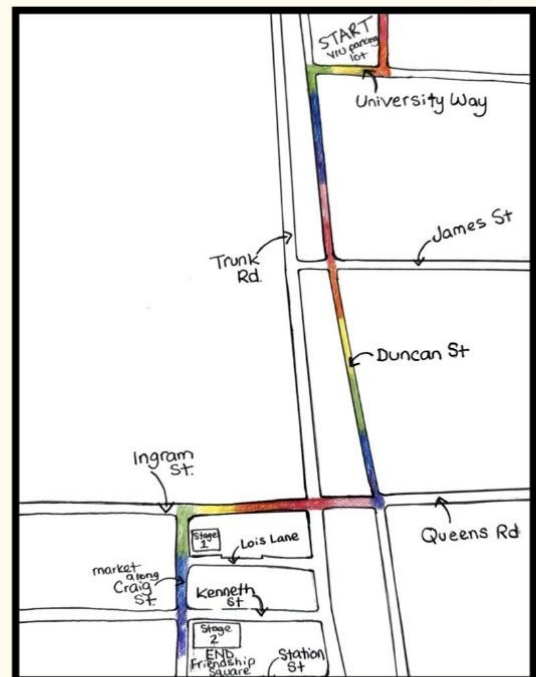 START
VIU parking
lot
University Way
James St
Trunk
Rd.
Duncan St
Ingram
St.
Queens Rd
Stage
1
Lois Lane
market
along
Craig
St.
Kenneth
St
Stage
2
END
Friendship
Square
Station
St